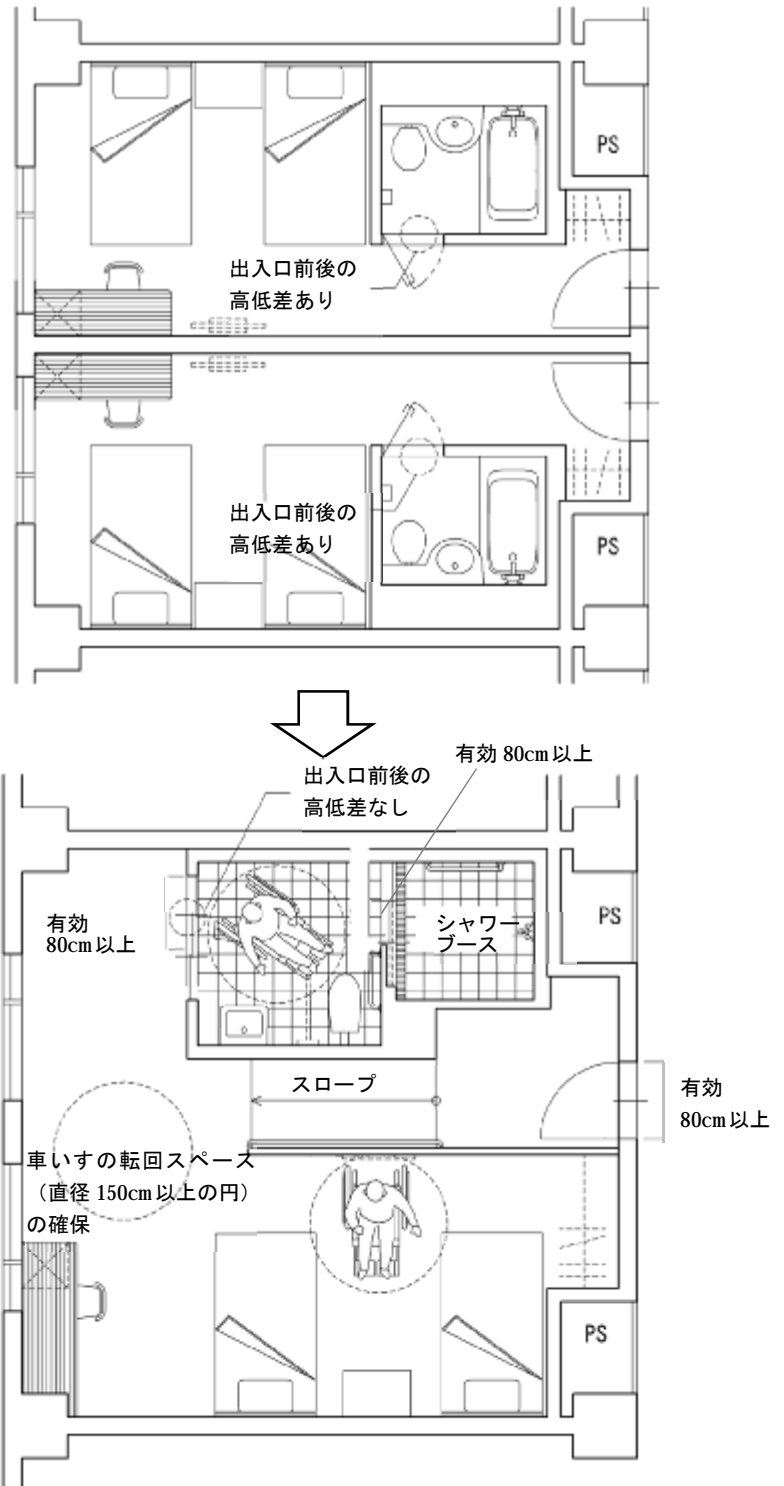 PS
出入口前後の
高低差あり
出入口前後の
高低差あり
PS
有効 80cm以上
出入口前後の
高低差なし
有効
80cm以上
シャワー
ブース
PS
スロープ
有効
80cm以上
車いすの転回スペース
（直径 150cm以上の円）
の確保
PS